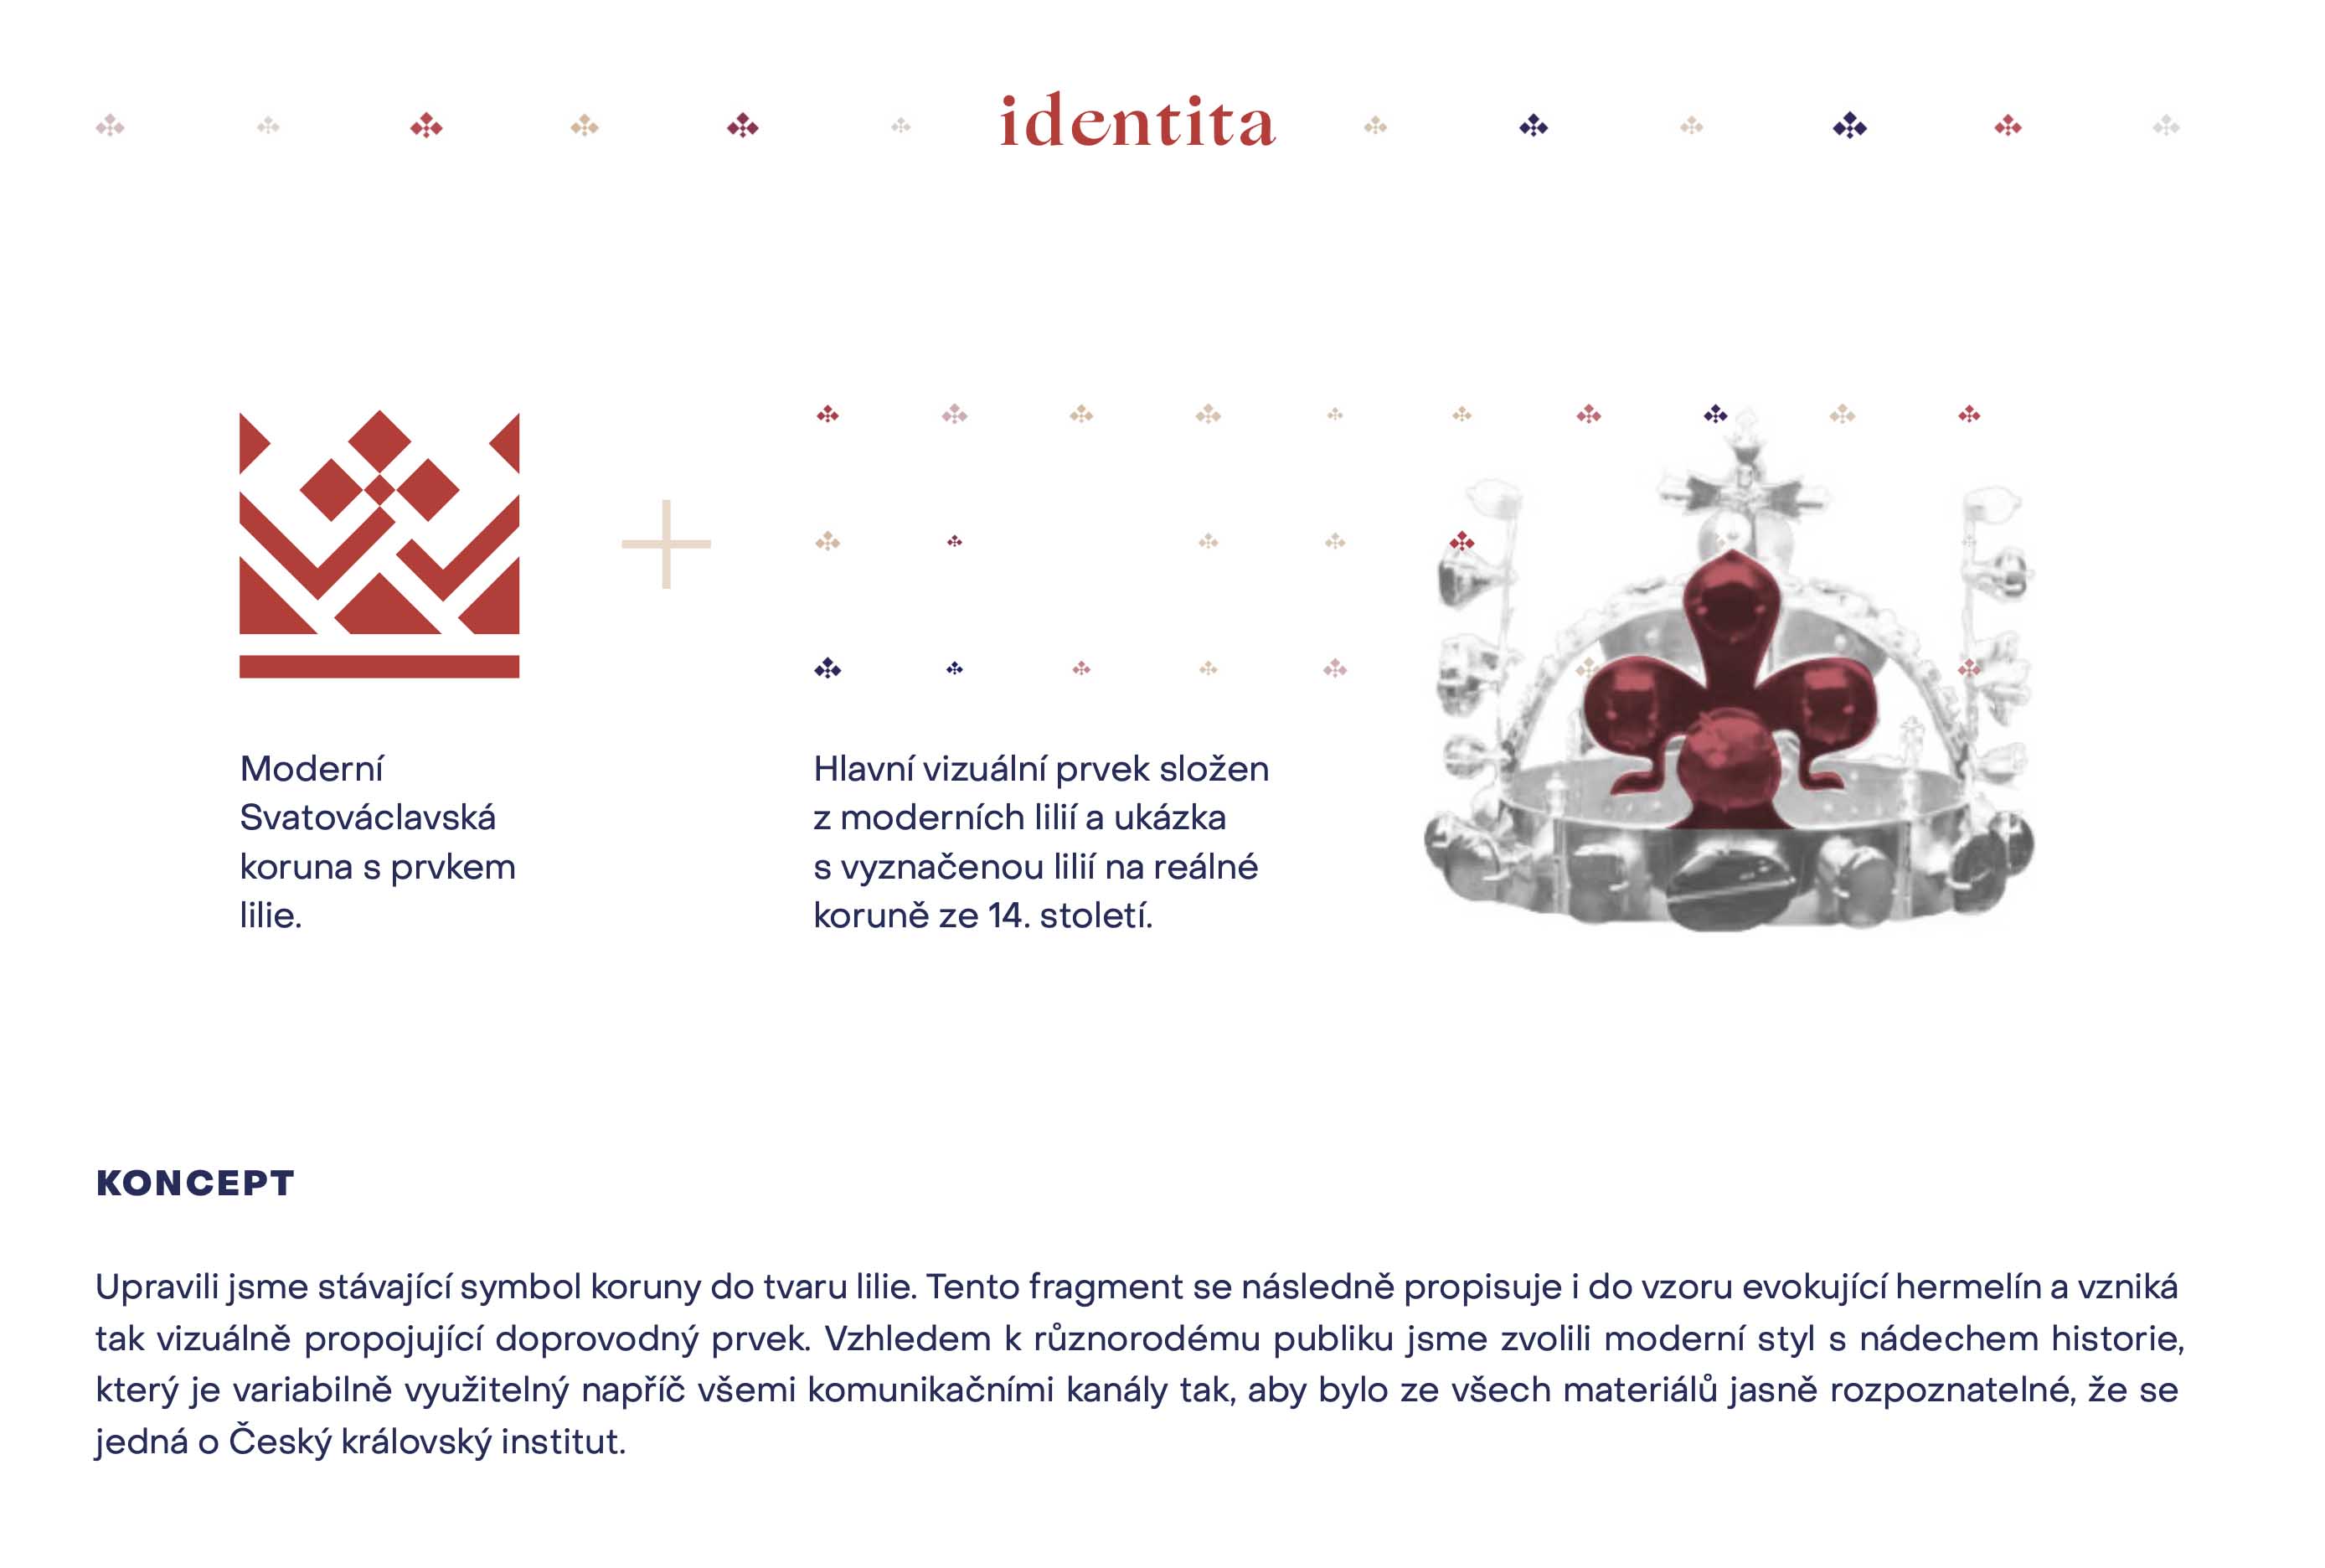 identita
Moderní
Svatováclavská
koruna s prvkem
lilie.
Hlavní vizuální prvek složen
z moderních lilií a ukázka
s vyznačenou lilií na reálné
koruně ze 14. století.
KONCEPT
Upravili jsme stávající symbol koruny do tvaru lilie. Tento fragment se následně propisuje i do vzoru evokující hermelín a vzniká
tak vizuálně propojující doprovodný prvek. Vzhledem k různorodému publiku jsme zvolili moderní styl s nádechem historie,
který je variabilně využitelný napříč všemi komunikačními kanály tak, aby bylo ze všech materiálů jasně rozpoznatelné, že se
jedná o Český královský institut.